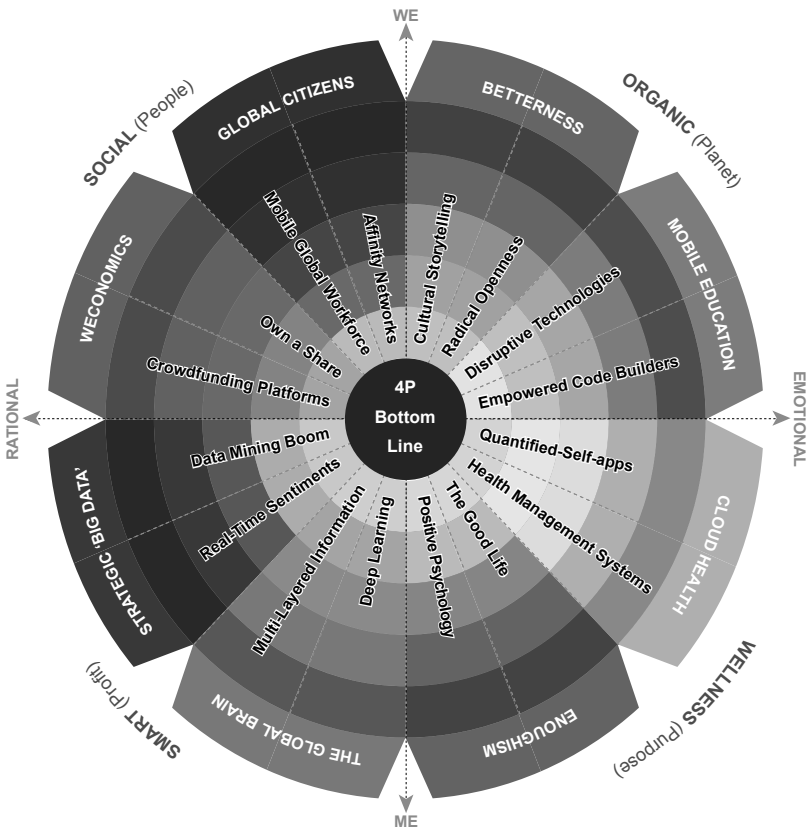 WE
SOCIAL (People)
ORGANIC (Planet)
GLOBAL CITIZENS
BETTERNESS
WECONOMICS
MOBILE EDUCATION
Mobile Global Workforce
Affinity Networks
Cultural Storytelling
Radical Openness
Own a Share
Disruptive Technologies
Crowdfunding Platforms
Empowered Code Builders
4P
Bottom
Line
RATIONAL
EMOTIONAL
Data Mining Boom
Quantified-Self-apps
Real-Time Sentiments
Health Management Systems
Multi-Layered Information
Deep Learning
Positive Psychology
The Good Life
STRATEGIC 'BIG DATA'
CLOUD HEALTH
THE GLOBAL BRAIN
ENOUGHISM
SMART (Profit)
WELLNESS (Purpose)
ME